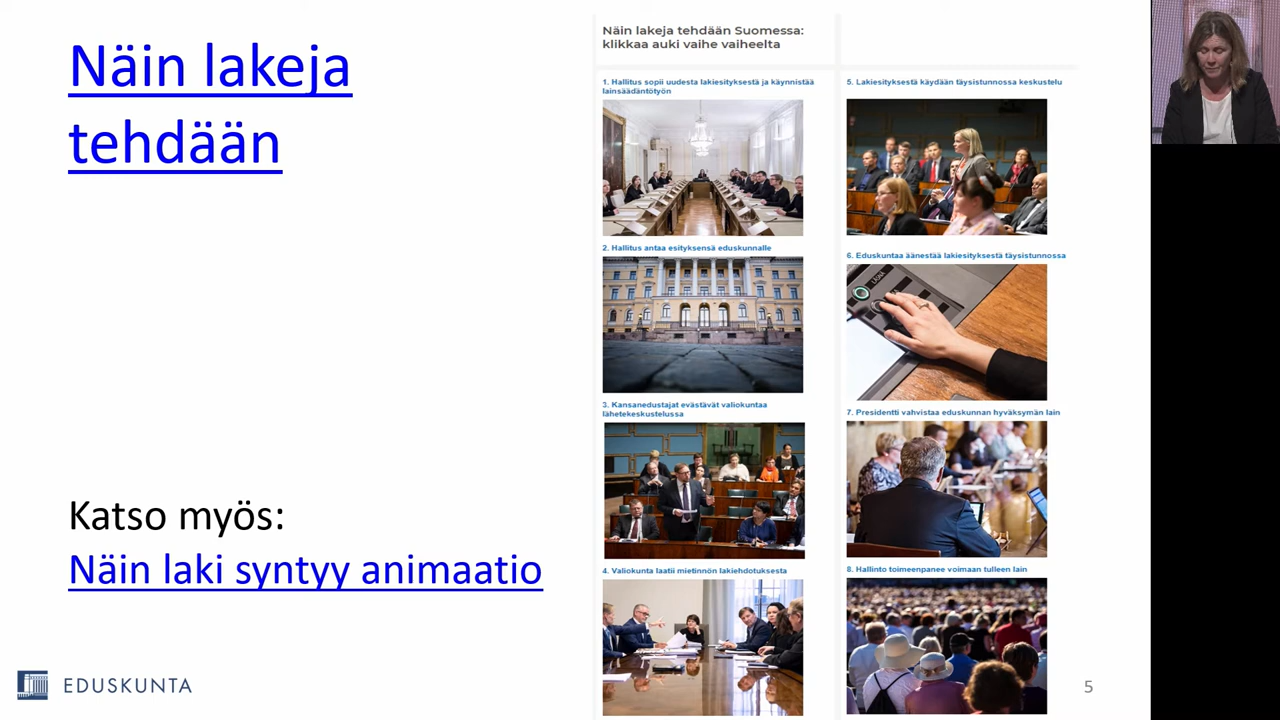 Näin lakeja
tehdään
Katso myös:
Näin laki syntyy animaatio
EDUSKUNTA
Näin lakeja tehdään Suomessa:
klikkaa auki vaihe vaiheelta
1. Hallitus sopii uudesta lakiesityksestä ja käynnistää
lainsäädäntötyön
2. Hallitus antaa esityksensä eduskunnalle
3. Kansanedustajat evästävät valiokuntaa
lähetekeskustelussa
4. Valiokunta laatii mietinnön lakiehdotuksesta
5. Lakiesityksestä käydään täysistunnossa keskustelu
6. Eduskuntaa äänestää lakiesityksestä täysistunnossa
7. Presidentti vahvistaa eduskunnan hyväksymän lain
8. Hallinto toimeenpanee voimaan tulleen lain
5